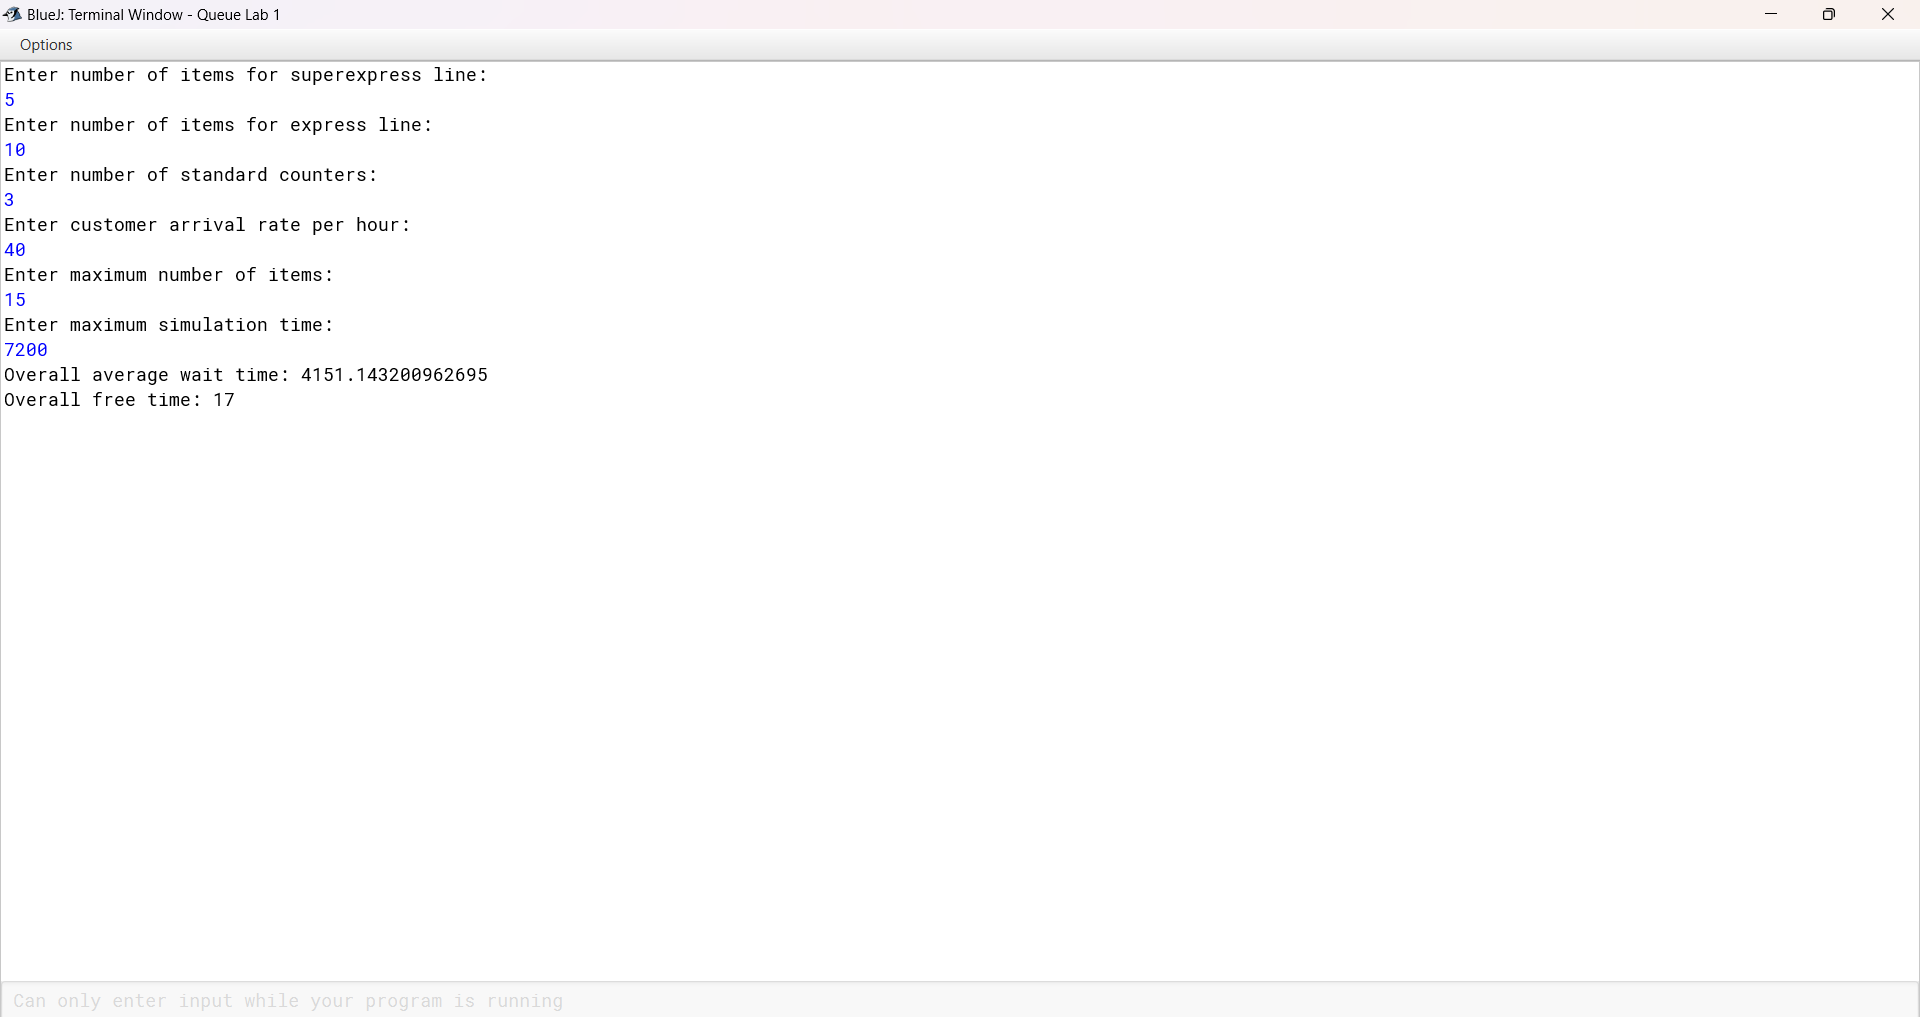 BlueJ: Terminal Window - Queue Lab 1
Options
Enter number of items for superexpress line:
5
Enter number of items for express line:
10
Enter number of standard counters:
3
Enter customer arrival rate per hour:
40
Enter maximum number of items:
15
Enter maximum simulation time:
7200
Overall average wait time: 4151.143200962695
Overall free time: 17
Can only enter input while your program is running